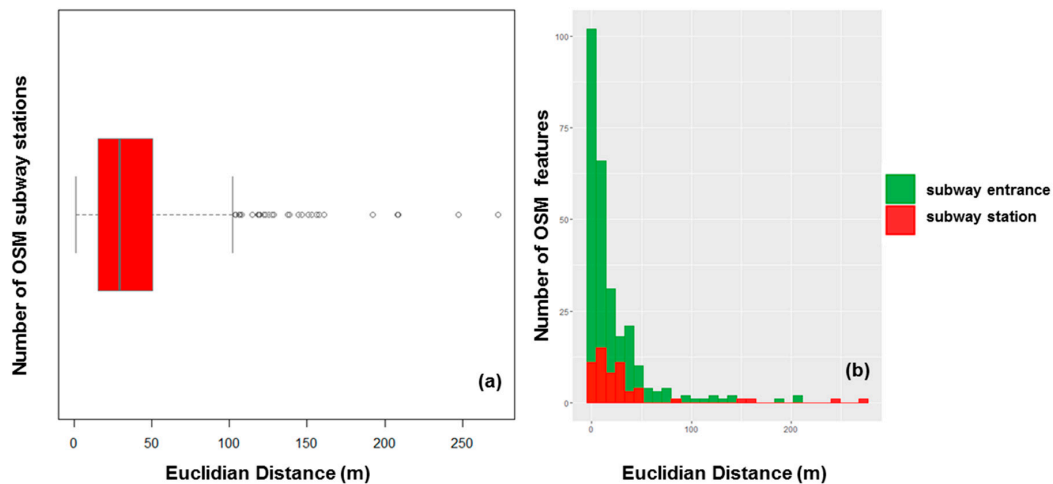 Number of OSM subway stations
(a)
0 50 100 150 200 250
Euclidian Distance (m)
Number of OSM features
100
75
50
25
0
(b)
0 100 200
Euclidian Distance (m)
subway entrance
subway station